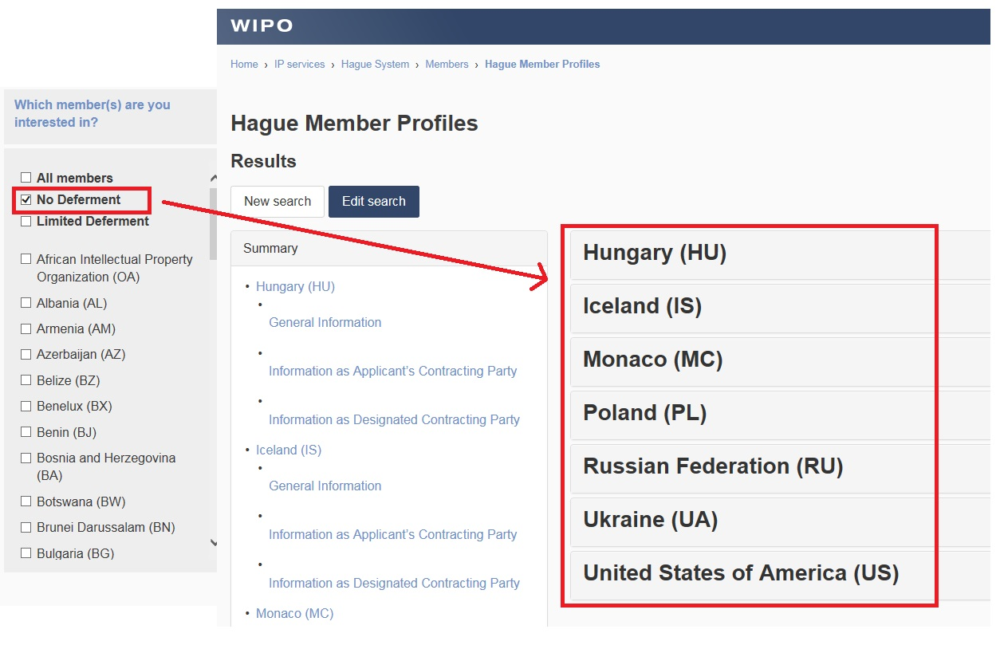 WIPO
Home › IP services › Hague System › Members › Hague Member Profiles
Which member(s) are you
interested in?
All members
No Deferment
Limited Deferment
African Intellectual Property
Organization (OA)
Albania (AL)
Armenia (AM)
Azerbaijan (AZ)
Belize (BZ)
Benelux (BX)
Benin (BJ)
Bosnia and Herzegovina
(BA)
Botswana (BW)
Brunei Darussalam (BN)
Bulgaria (BG)
Hague Member Profiles
Results
New search
Edit search
Summary
• Hungary (HU)
•
General Information
•
Information as Applicant's Contracting Party
•
Information as Designated Contracting Party
• Iceland (IS)
•
General Information
•
Information as Applicant's Contracting Party
•
Information as Designated Contracting Party
• Monaco (MC)
Hungary (HU)
Iceland (IS)
Monaco (MC)
Poland (PL)
Russian Federation (RU)
Ukraine (UA)
United States of America (US)